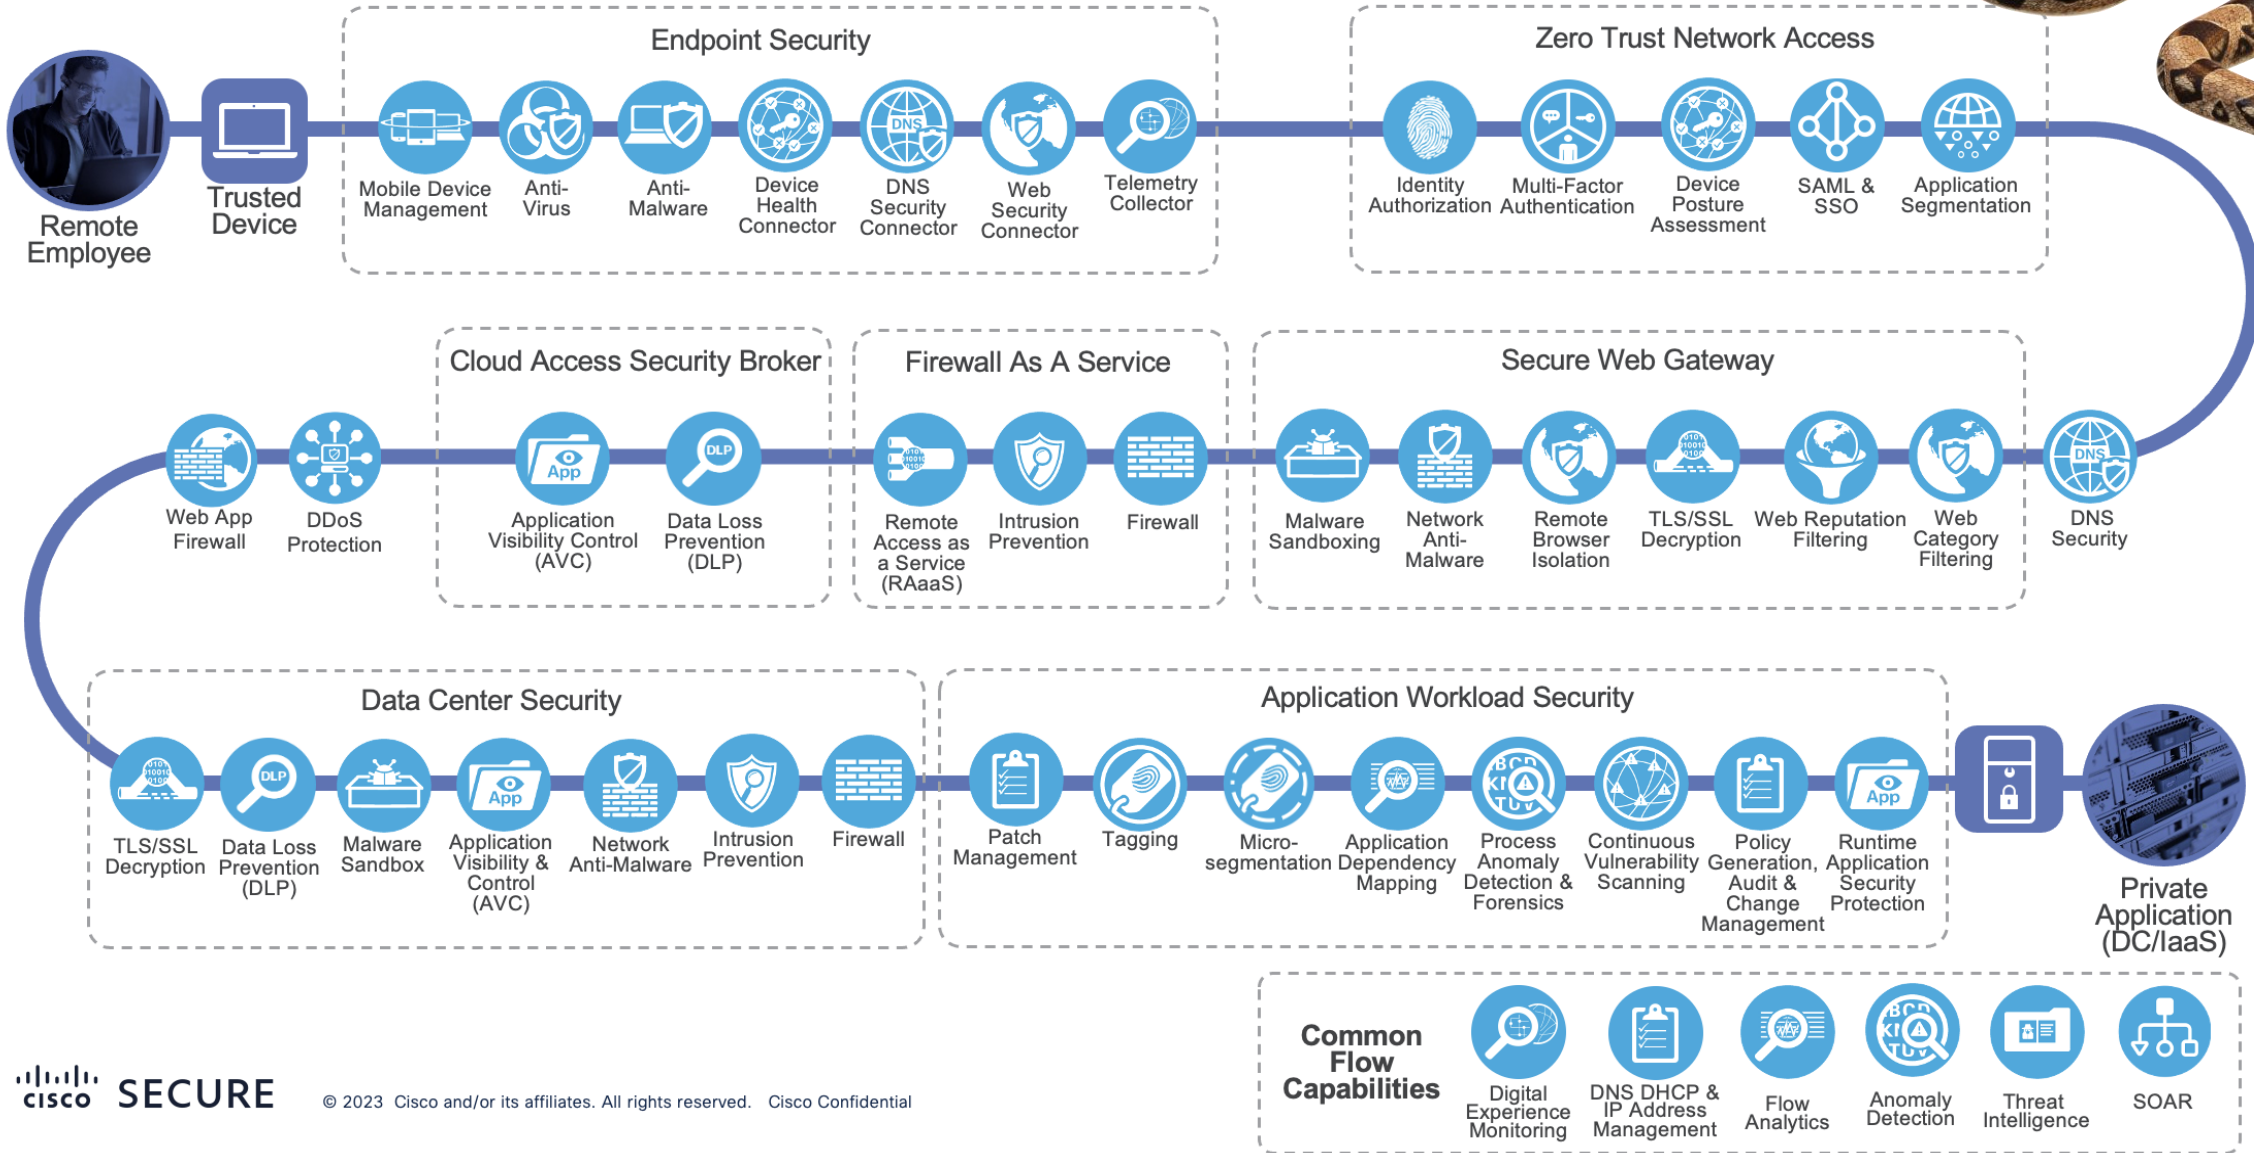 Endpoint Security
Zero Trust Network Access
Remote
Employee
Trusted
Device
Mobile Device
Management
Anti-
Virus
Anti-
Malware
Device
Health
Connector
DNS
DNS
Security
Connector
Web
Security
Connector
Telemetry
Collector
Identity
Authorization
Multi-Factor
Authentication
Device
Posture
Assessment
SAML &
SSO
Application
Segmentation
Cloud Access Security Broker
Firewall As A Service
Secure Web Gateway
Web App
Firewall
DDoS
Protection
App
Application
Visibility Control
(AVC)
DLP
Data Loss
Prevention
(DLP)
Remote
Access as
a Service
(RAaaS)
Intrusion
Prevention
Firewall
Malware
Sandboxing
Network
Anti-
Malware
Remote
Browser
Isolation
TLS/SSL
Decryption
Web Reputation
Filtering
Web
Category
Filtering
DNS
DNS
Security
Data Center Security
Application Workload Security
TLS/SSL
Decryption
DLP
Data Loss
Prevention
(DLP)
Malware
Sandbox
App
Application
Visibility &
Control
(AVC)
Network
Anti-Malware
Intrusion
Prevention
Firewall
Patch
Management
Tagging
Micro-
segmentation
Application
Dependency
Mapping
Process
Anomaly
Detection &
Forensics
Continuous
Vulnerability
Scanning
Policy
Generation,
Audit &
Change
Management
App
Runtime
Application
Security
Protection
Private
Application
(DC/IaaS)
Common
Flow
Capabilities
Digital
Experience
Monitoring
DNS DHCP &
IP Address
Management
Flow
Analytics
Anomaly
Detection
Threat
Intelligence
SOAR
CISCO SECURE
© 2023 Cisco and/or its affiliates. All rights reserved. Cisco Confidential